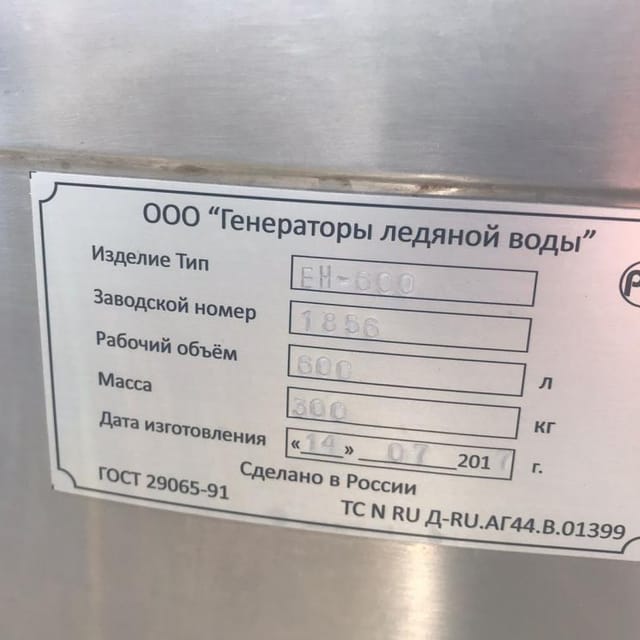 ООО “Генераторы ледяной воды”
Изделие Тип ЕН-600
Заводской номер 1856
Рабочий объём 600 л
Масса 300 кг
Дата изготовления «14» 07 2017 г.
Сделано в России
ГОСТ 29065-91
ТС N RU Д-RU.АГ44.В.01399